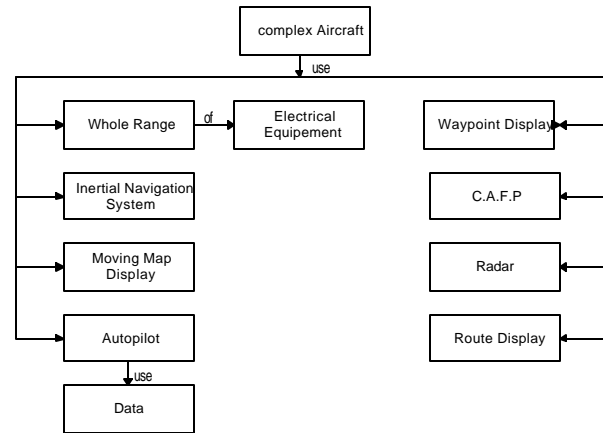 complex Aircraft
use
Whole Range
of
Electrical
Equipement
Waypoint Display
Inertial Navigation
System
C.A.F.P
Moving Map
Display
Radar
Autopilot
Route Display
use
Data